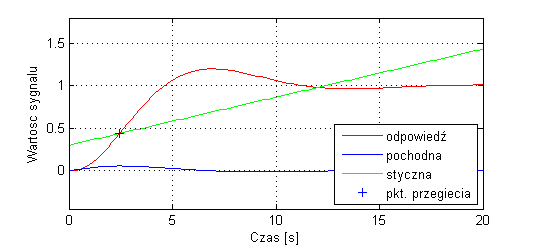 1.5
1
0.5
0
Wartosc sygnalu
odpowiedź
pochodna
styczna
pkt. przegiecia
0 5 10 15 20
Czas [s]